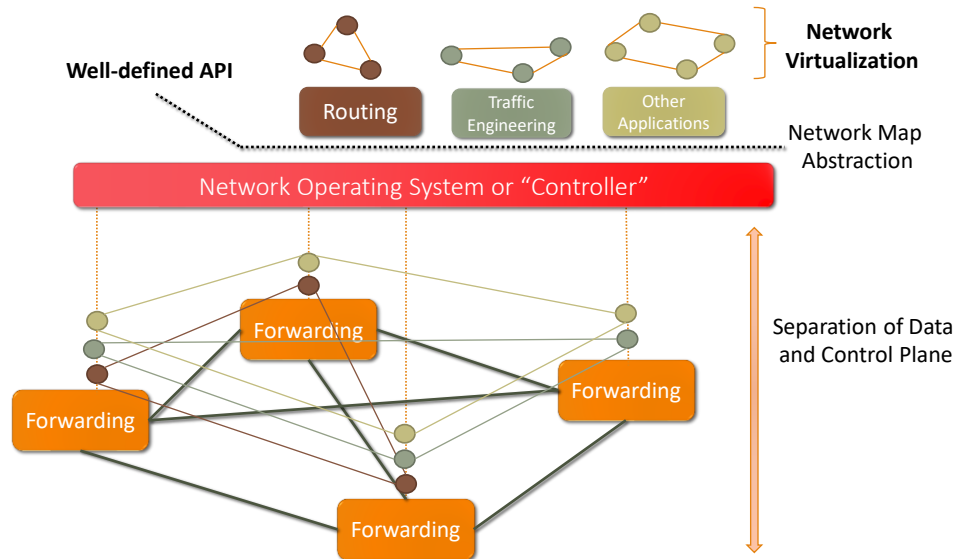 Network
Virtualization
Well-defined API
Routing
Traffic
Engineering
Other
Applications
Network Map
Abstraction
Network Operating System or “Controller”
Forwarding
Forwarding
Forwarding
Forwarding
Separation of Data
and Control Plane